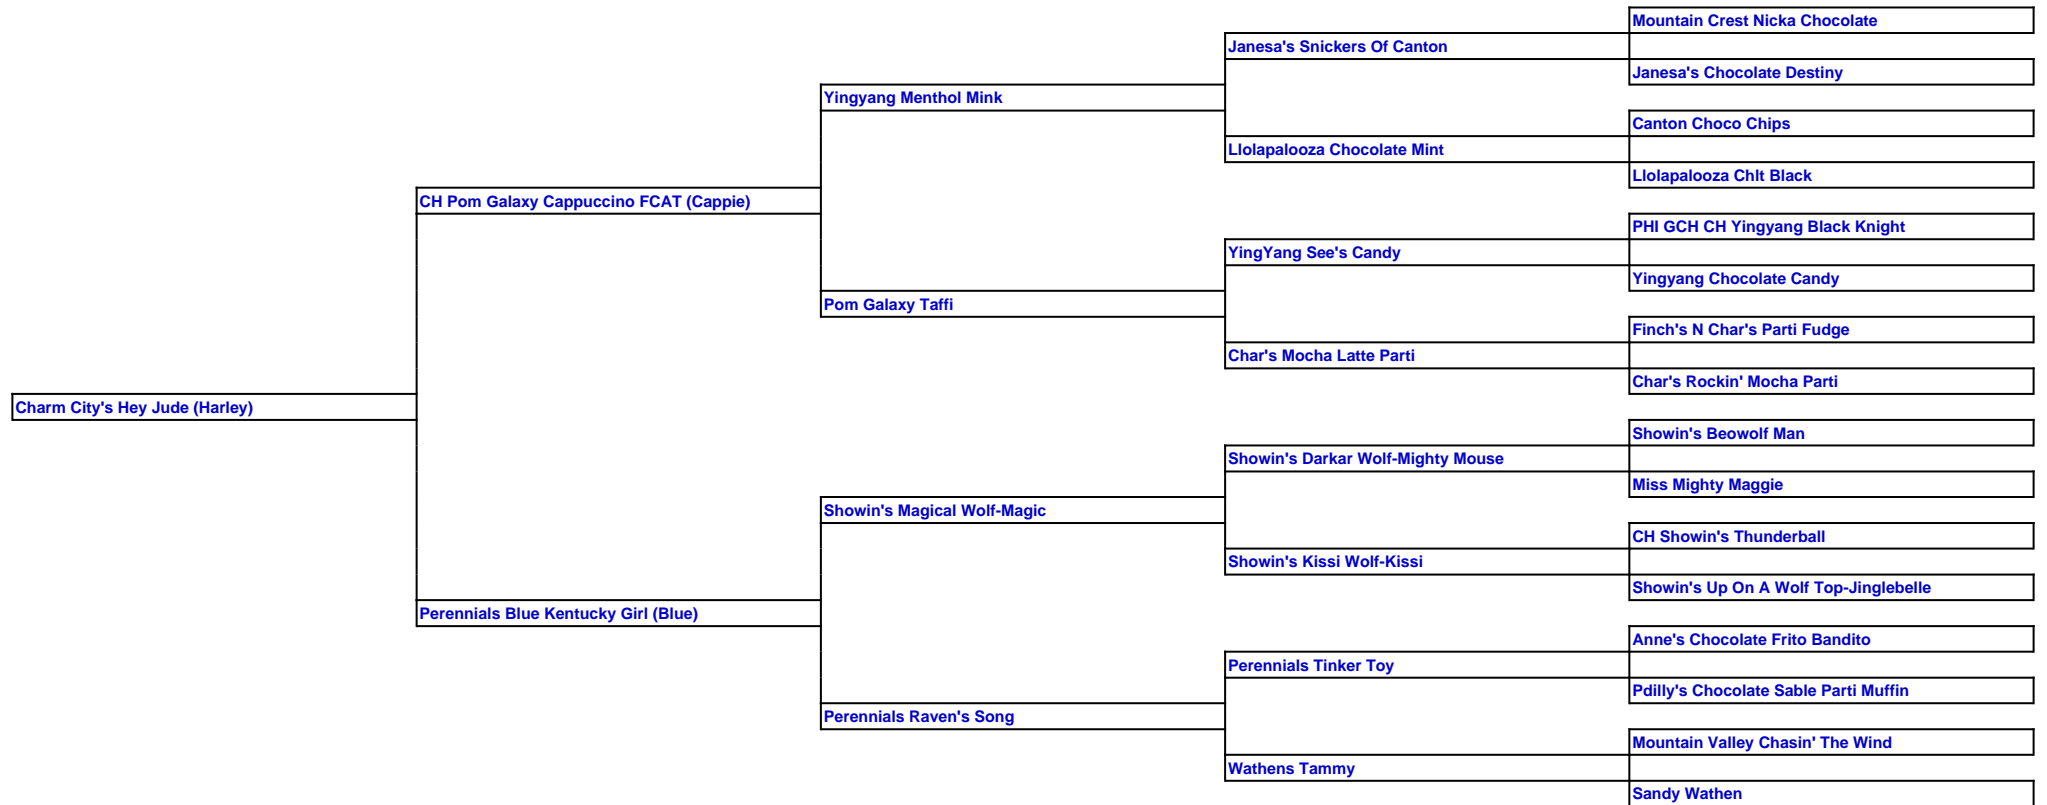 Mountain Crest Nicka Chocolate
Janesa's Snickers Of Canton
Janesa's Chocolate Destiny
Yingyang Menthol Mink
Canton Choco Chips
Llolapalooza Chocolate Mint
Llolapalooza Chlt Black
CH Pom Galaxy Cappuccino FCAT (Cappie)
PHI GCH CH Yingyang Black Knight
YingYang See's Candy
Yingyang Chocolate Candy
Pom Galaxy Taffi
Finch's N Char's Parti Fudge
Char's Mocha Latte Parti
Char's Rockin' Mocha Parti
Charm City's Hey Jude (Harley)
Showin's Beowolf Man
Showin's Darkar Wolf-Mighty Mouse
Miss Mighty Maggie
Showin's Magical Wolf-Magic
CH Showin's Thunderball
Showin's Kissi Wolf-Kissi
Showin's Up On A Wolf Top-Jinglebelle
Perennials Blue Kentucky Girl (Blue)
Anne's Chocolate Frito Bandito
Perennials Tinker Toy
Pdilly's Chocolate Sable Parti Muffin
Perennials Raven's Song
Mountain Valley Chasin' The Wind
Wathens Tammy
Sandy Wathen